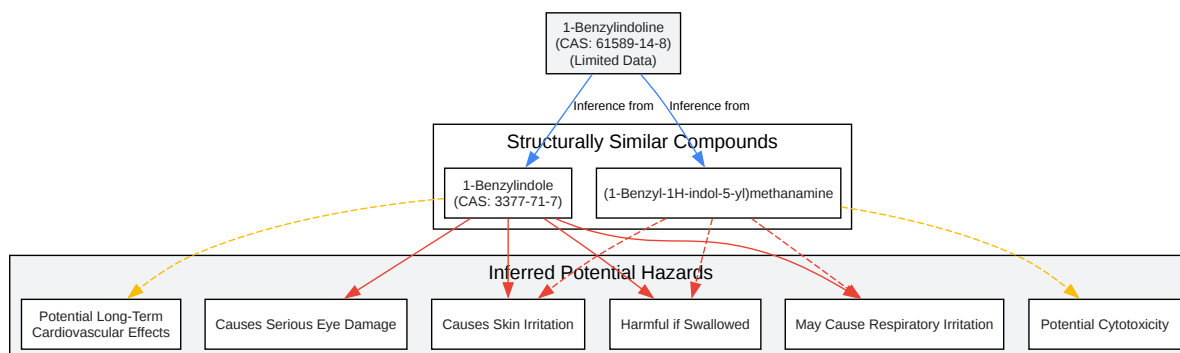 1-Benzylindoline
(CAS: 61589-14-8)
(Limited Data)
Inference from
Inference from
Structurally Similar Compounds
1-Benzylindole
(CAS: 3377-71-7)
(1-Benzyl-1H-indol-5-yl)methanamine
Inferred Potential Hazards
Potential Long-Term
Cardiovascular Effects
Causes Serious Eye Damage
Causes Skin Irritation
Harmful if Swallowed
May Cause Respiratory Irritation
Potential Cytotoxicity